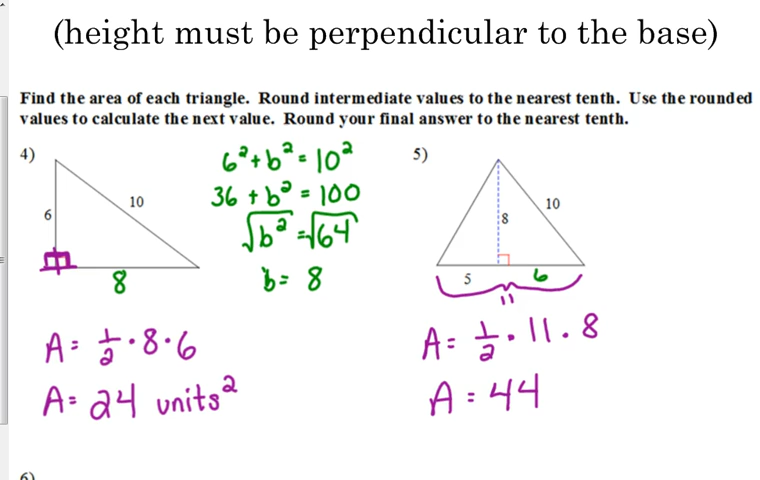 (height must be perpendicular to the base)
Find the area of each triangle. Round intermediate values to the nearest tenth. Use the rounded
values to calculate the next value. Round your final answer to the nearest tenth.
4)
6
10
8
6² + b² = 10²
36 + b² = 100
√b² = √64
b = 8
A = 1/2 · 8 · 6
A = 24 units²
5)
8
10
5
6
11
A = 1/2 · 11 · 8
A = 44
6)